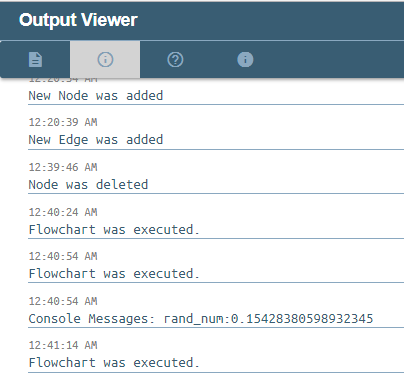 Output Viewer
12:20:34 AM
New Node was added
12:20:39 AM
New Edge was added
12:39:46 AM
Node was deleted
12:40:24 AM
Flowchart was executed.
12:40:54 AM
Flowchart was executed.
12:40:54 AM
Console Messages: rand_num:0.15428380598932345
12:41:14 AM
Flowchart was executed.